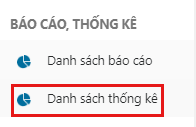 BÁO CÁO, THỐNG KÊ
Danh sách báo cáo
Danh sách thống kê